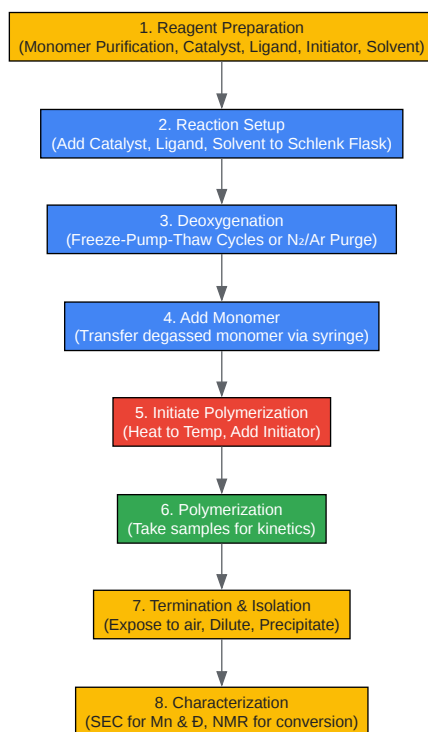 1. Reagent Preparation
(Monomer Purification, Catalyst, Ligand, Initiator, Solvent)
2. Reaction Setup
(Add Catalyst, Ligand, Solvent to Schlenk Flask)
3. Deoxygenation
(Freeze-Pump-Thaw Cycles or N₂/Ar Purge)
4. Add Monomer
(Transfer degassed monomer via syringe)
5. Initiate Polymerization
(Heat to Temp, Add Initiator)
6. Polymerization
(Take samples for kinetics)
7. Termination & Isolation
(Expose to air, Dilute, Precipitate)
8. Characterization
(SEC for Mn & Đ, NMR for conversion)